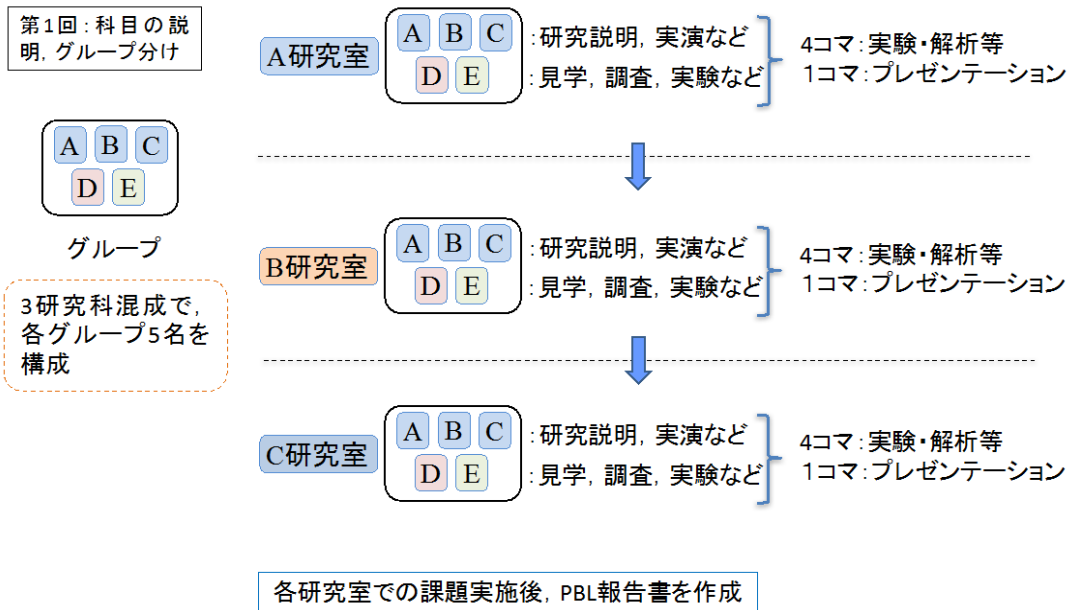 第1回:科目の説
明, グループ分け
A B C
D E
グループ
3研究科混成で,
各グループ5名を
構成
A研究室
A B C
D E
:研究説明, 実演など
:見学, 調査, 実験など
4コマ:実験・解析等
1コマ:プレゼンテーション
B研究室
A B C
D E
:研究説明, 実演など
:見学, 調査, 実験など
4コマ:実験・解析等
1コマ:プレゼンテーション
C研究室
A B C
D E
:研究説明, 実演など
:見学, 調査, 実験など
4コマ:実験・解析等
1コマ:プレゼンテーション
各研究室での課題実施後, PBL報告書を作成